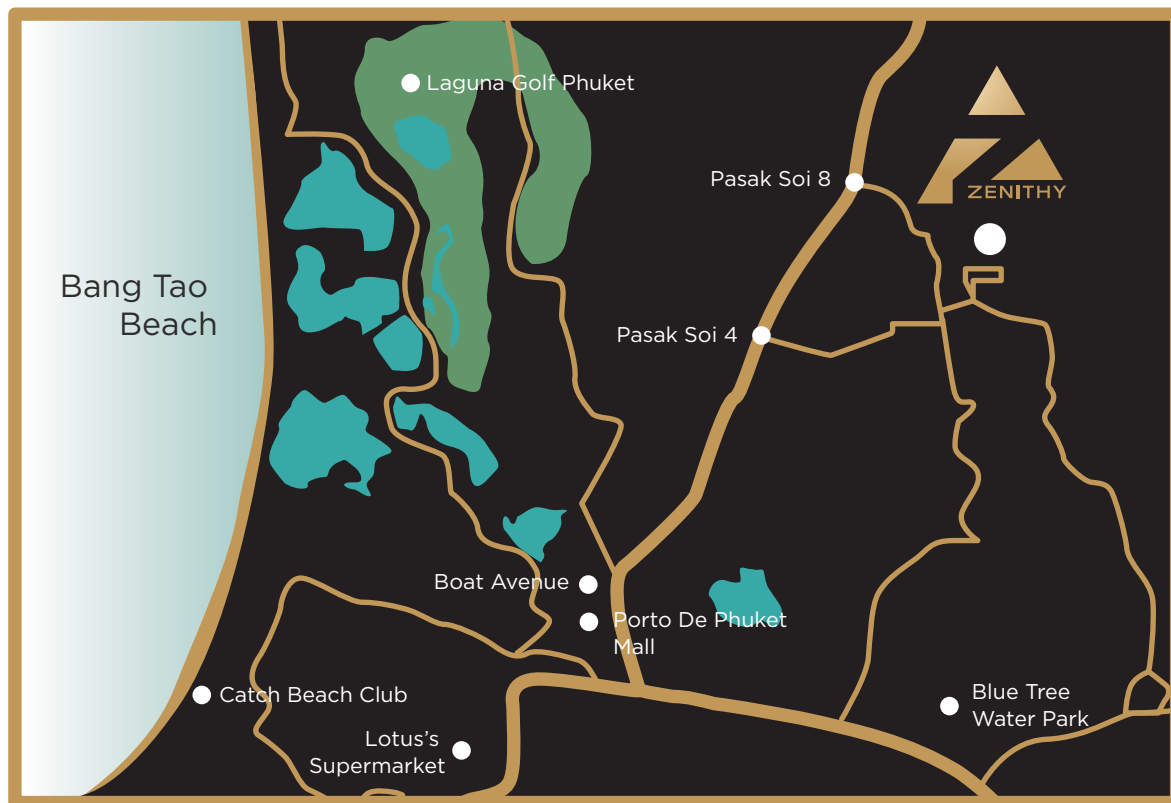 Laguna Golf Phuket
Pasak Soi 8
ZENITHY
Bang Tao
Beach
Pasak Soi 4
Boat Avenue
Porto De Phuket
Mall
Catch Beach Club
Blue Tree
Water Park
Lotus's
Supermarket